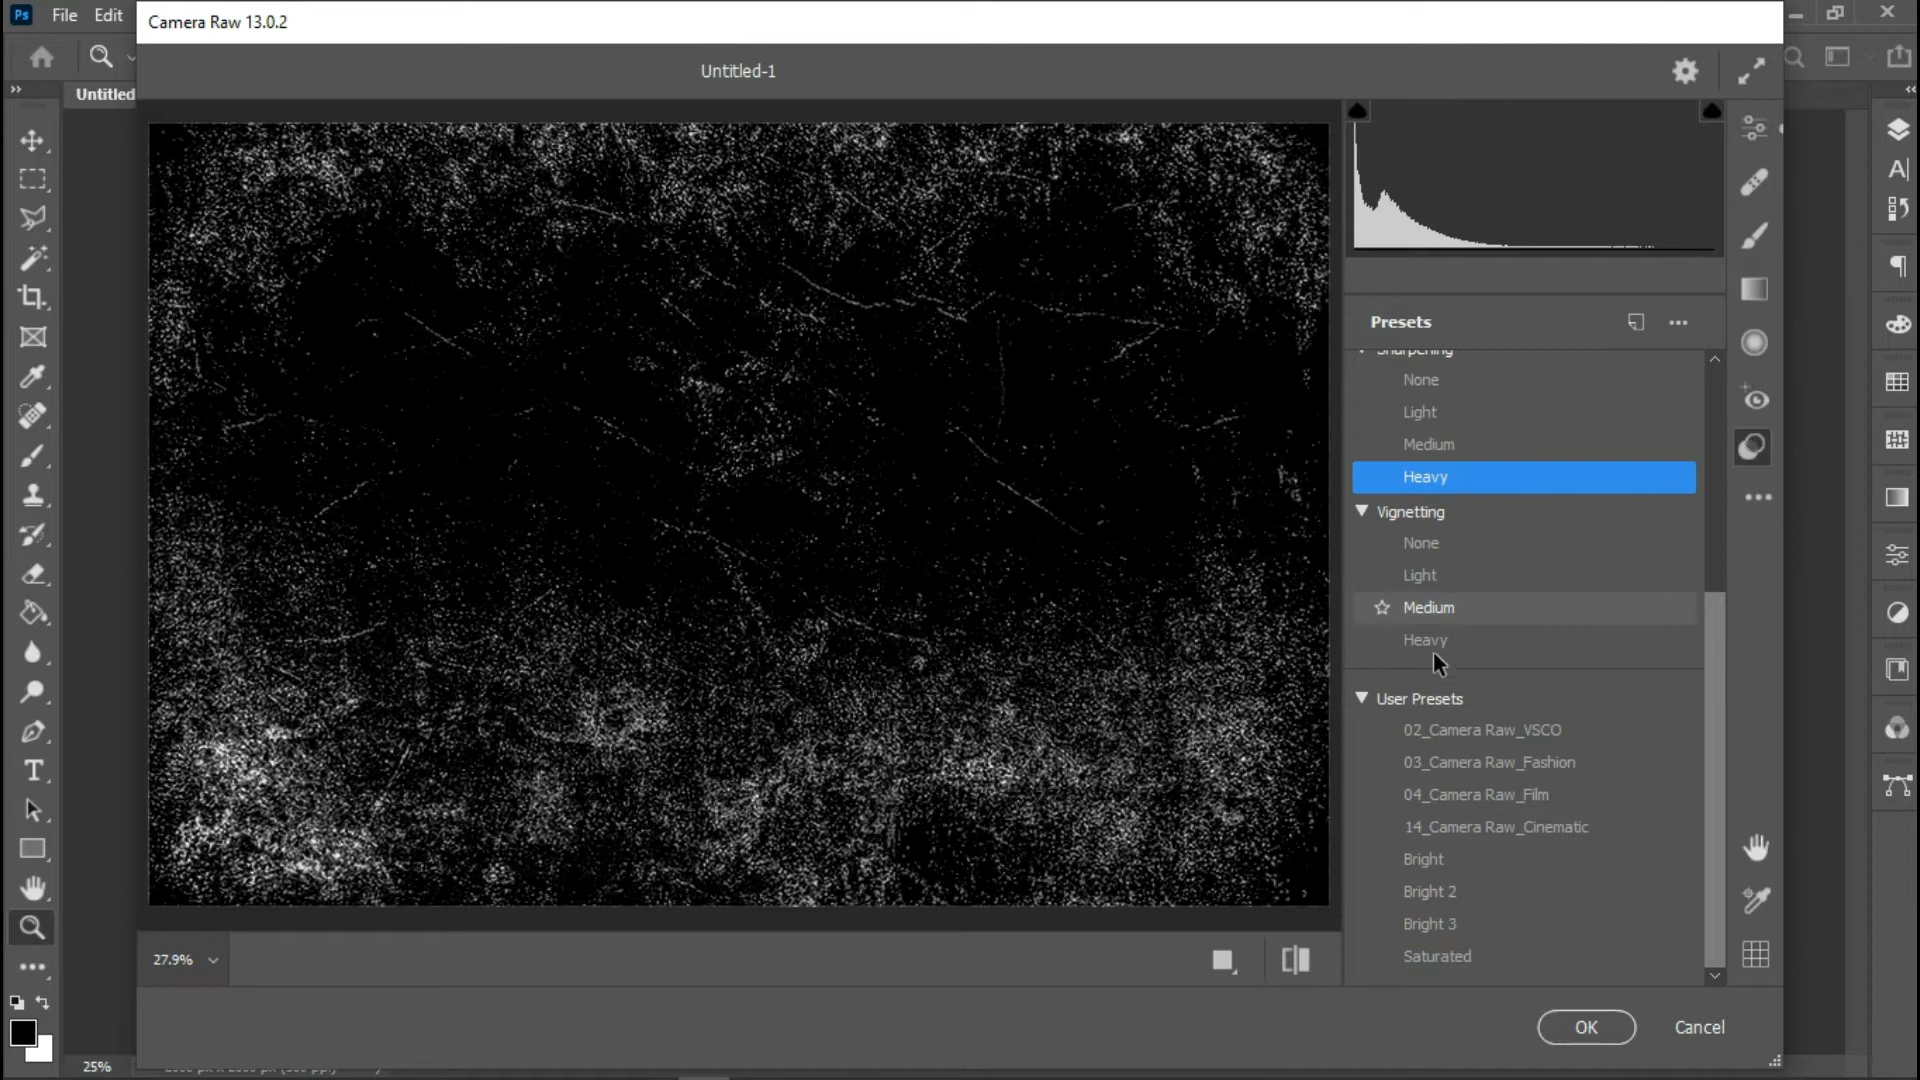 Ps File Edit
Camera Raw 13.0.2
Untitled-1
Untitled
Presets
Sharpening
None
Light
Medium
Heavy
Vignetting
None
Light
Medium
Heavy
User Presets
02_Camera Raw_VSCO
03_Camera Raw_Fashion
04_Camera Raw_Film
14_Camera Raw_Cinematic
Bright
Bright 2
Bright 3
Saturated
27.9%
OK Cancel
25%